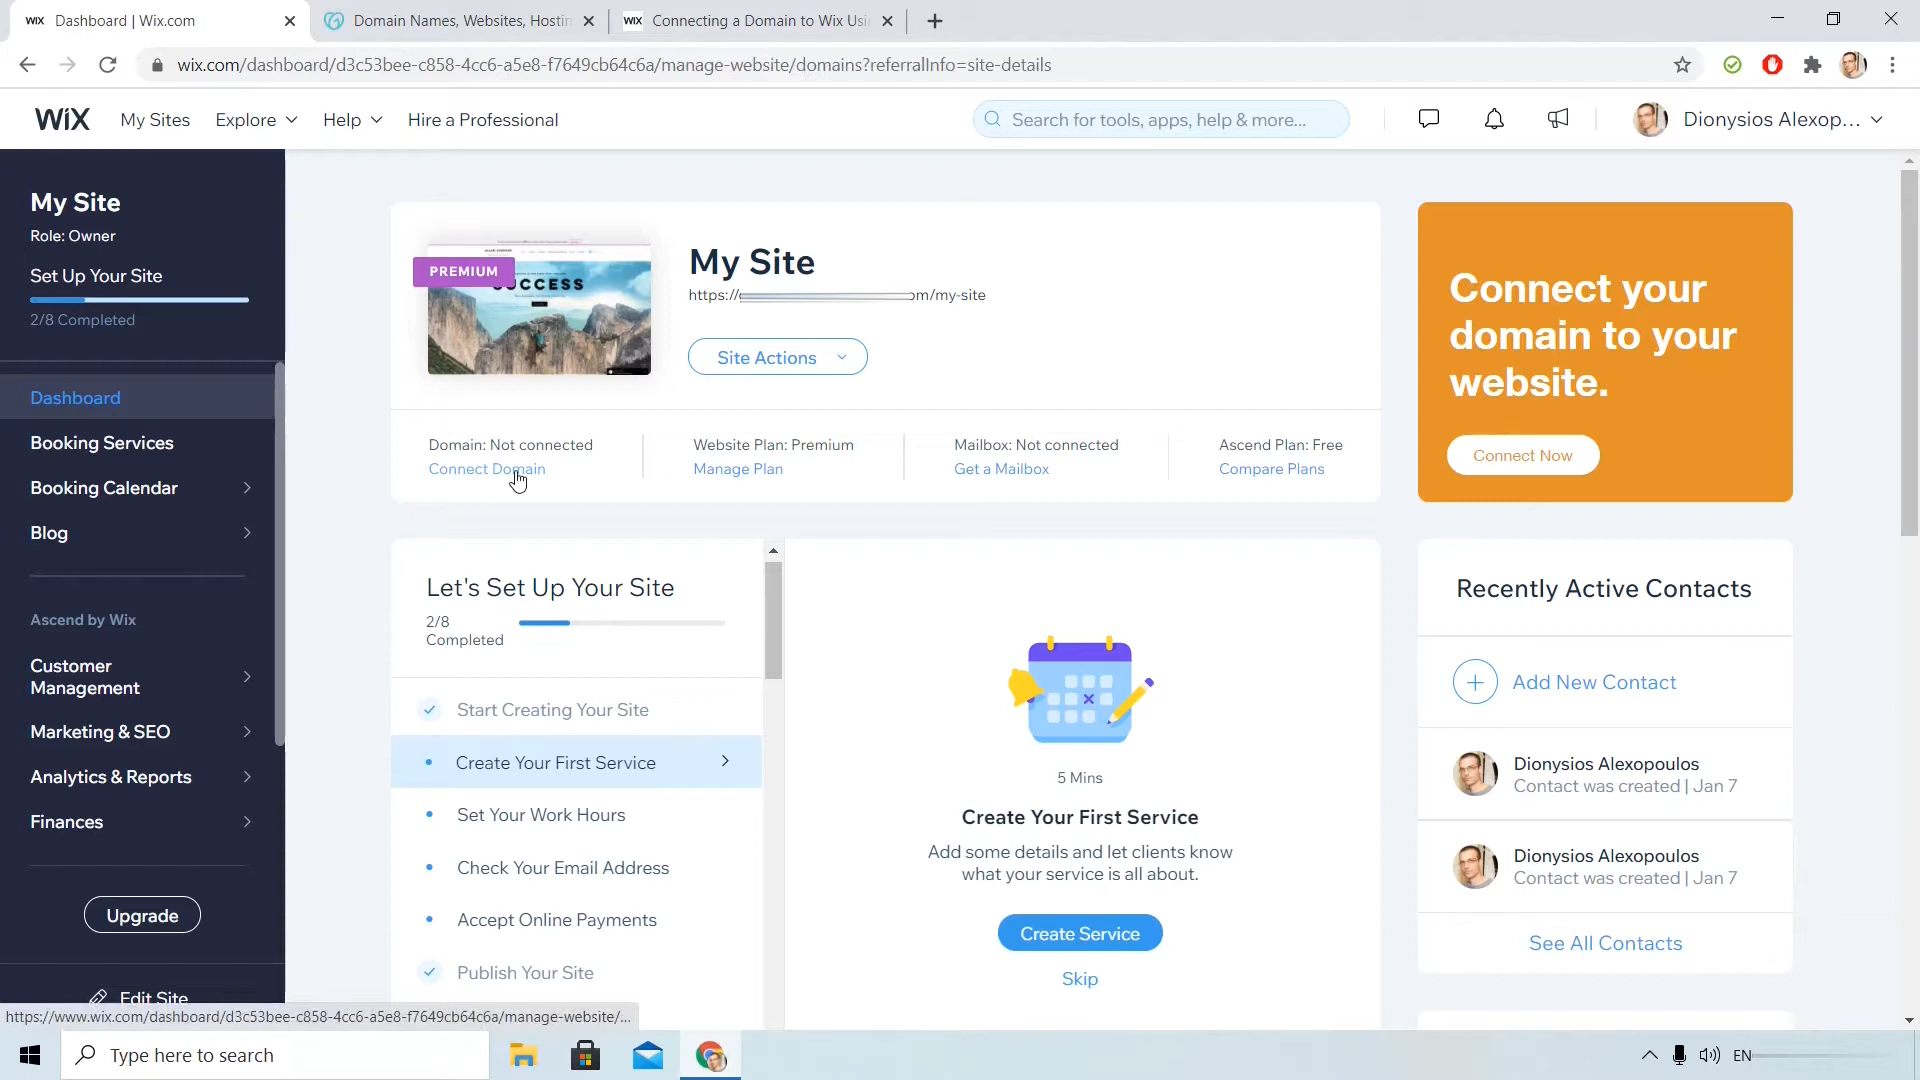 WIX Dashboard | Wix.com
Domain Names, Websites, Hostin
WIX Connecting a Domain to Wix Usi
wix.com/dashboard/d3c53bee-c858-4cc6-a5e8-f7649cb64c6a/manage-website/domains?referralInfo=site-details
WiX My Sites Explore Help Hire a Professional
Search for tools, apps, help & more...
Dionysios Alexop...
My Site
Role: Owner
Set Up Your Site
2/8 Completed
Dashboard
Booking Services
Booking Calendar
Blog
Ascend by Wix
Customer
Management
Marketing & SEO
Analytics & Reports
Finances
Upgrade
Edit Site
PREMIUM
SUCCESS
My Site
https:// om/my-site
Site Actions
Domain: Not connected
Connect Domain
Website Plan: Premium
Manage Plan
Mailbox: Not connected
Get a Mailbox
Ascend Plan: Free
Compare Plans
Connect your
domain to your
website.
Connect Now
Let's Set Up Your Site
2/8
Completed
Start Creating Your Site
Create Your First Service
Set Your Work Hours
Check Your Email Address
Accept Online Payments
Publish Your Site
5 Mins
Create Your First Service
Add some details and let clients know
what your service is all about.
Create Service
Skip
Recently Active Contacts
Add New Contact
Dionysios Alexopoulos
Contact was created | Jan 7
Dionysios Alexopoulos
Contact was created | Jan 7
See All Contacts
https://www.wix.com/dashboard/d3c53bee-c858-4cc6-a5e8-f7649cb64c6a/manage-website/...
Type here to search
EN